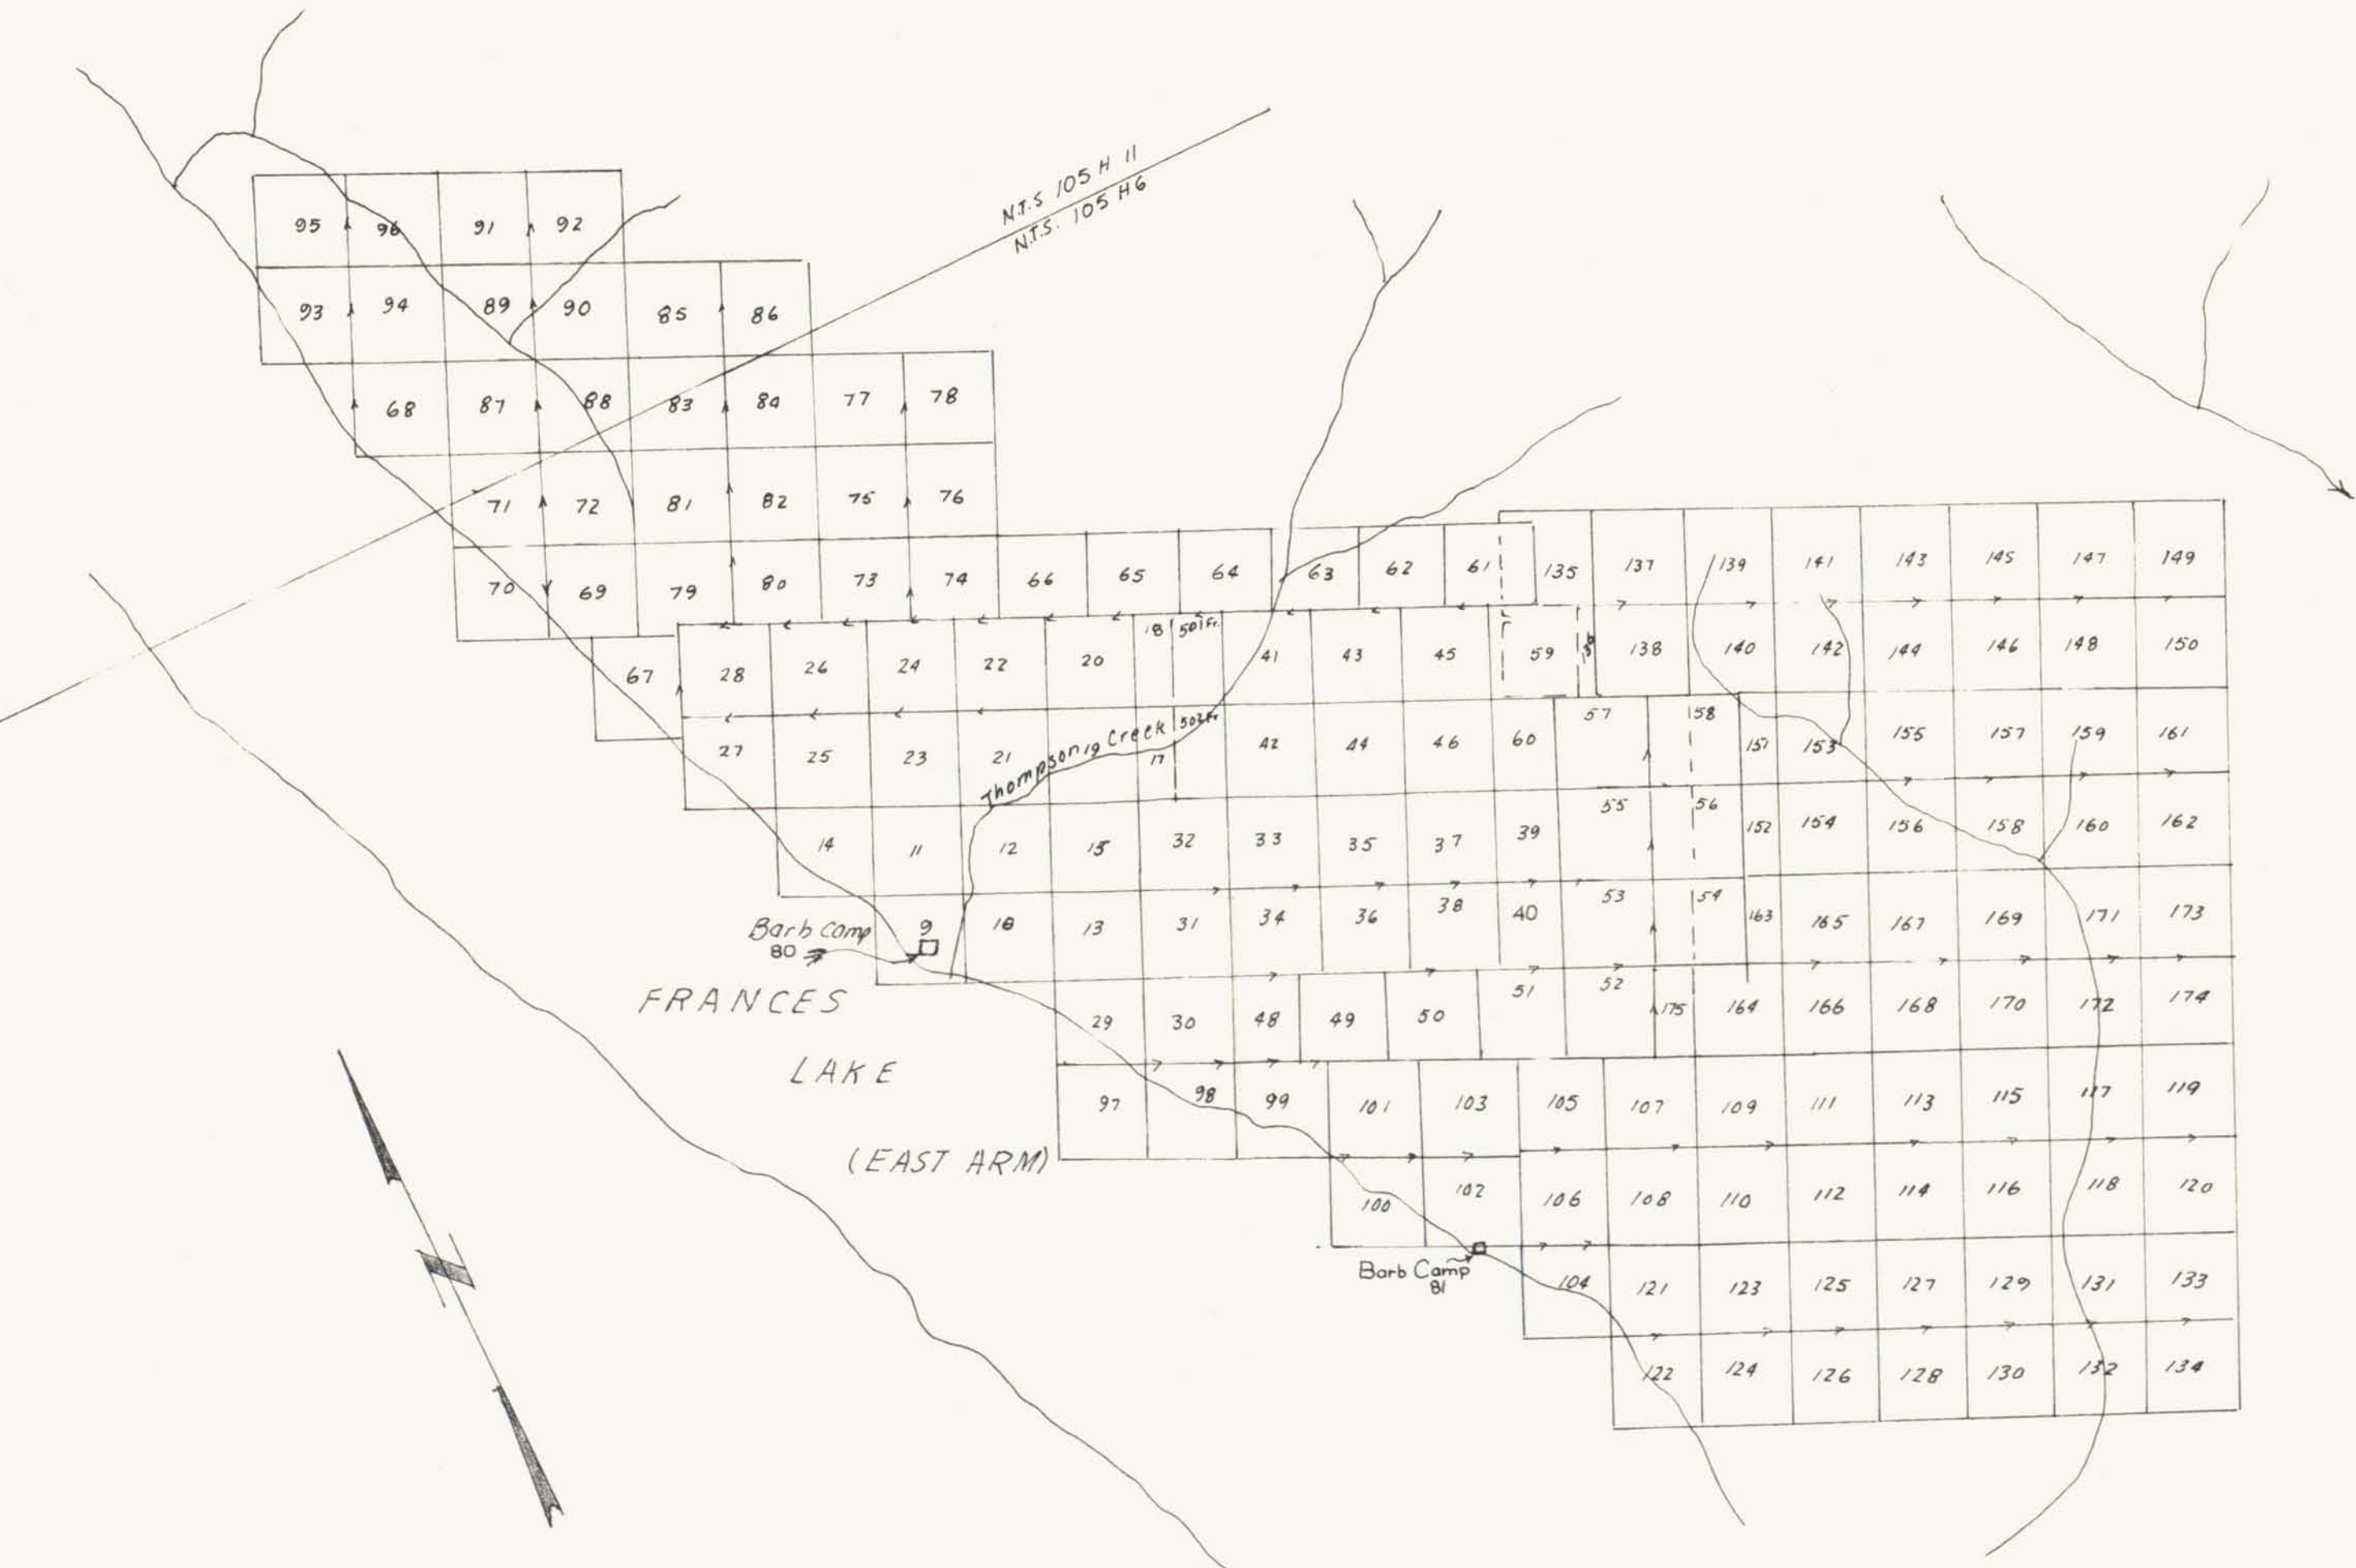 N.T.S 105 H 11
N.T.S. 105 H6
95 96 91 92
93 94 89 90 85 86
68 87 88 83 84 77 78
71 72 81 82 75 76
70 69 79 80 73 74 66 65 64 63 62 61 135 137 139 141 143 145 147 149
67 28 26 24 22 20 18 501Fr. 41 43 45 59 138 140 142 144 146 148 150
27 25 23 21 19 17 502Fr 42 44 46 60 57 58 151 153 155 157 159 161
Thompson Creek
14 11 12 15 32 33 35 37 39 55 56 152 154 156 158 160 162
9 10 13 31 34 36 38 40 53 54 163 165 167 169 171 173
Barb Camp
80
FRANCES
29 30 48 49 50 51 52 175 164 166 168 170 172 174
LAKE
97 98 99 101 103 105 107 109 111 113 115 117 119
(EAST ARM)
100 102 106 108 110 112 114 116 118 120
Barb Camp
81
104 121 123 125 127 129 131 133
122 124 126 128 130 132 134
N